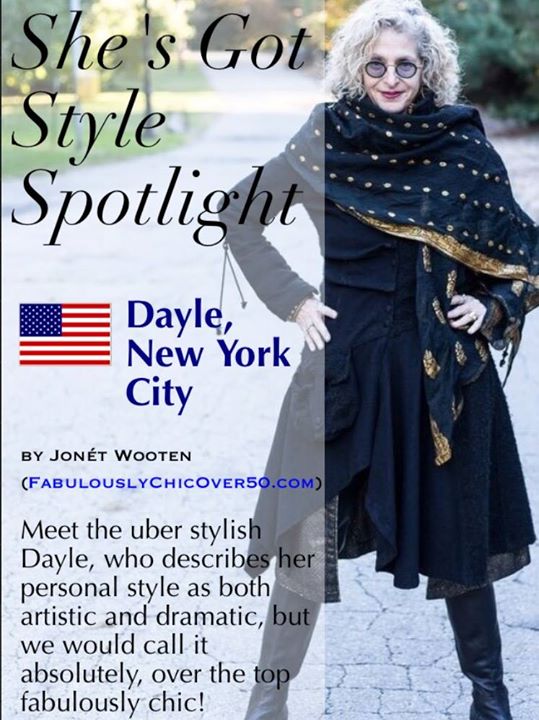 She's Got
Style
Spotlight
Dayle,
New York
City
BY JONÉT WOOTEN
(FABULOUSLYCHICOVER50.COM)
Meet the uber stylish
Dayle, who describes her
personal style as both
artistic and dramatic, but
we would call it
absolutely, over the top
fabulously chic!